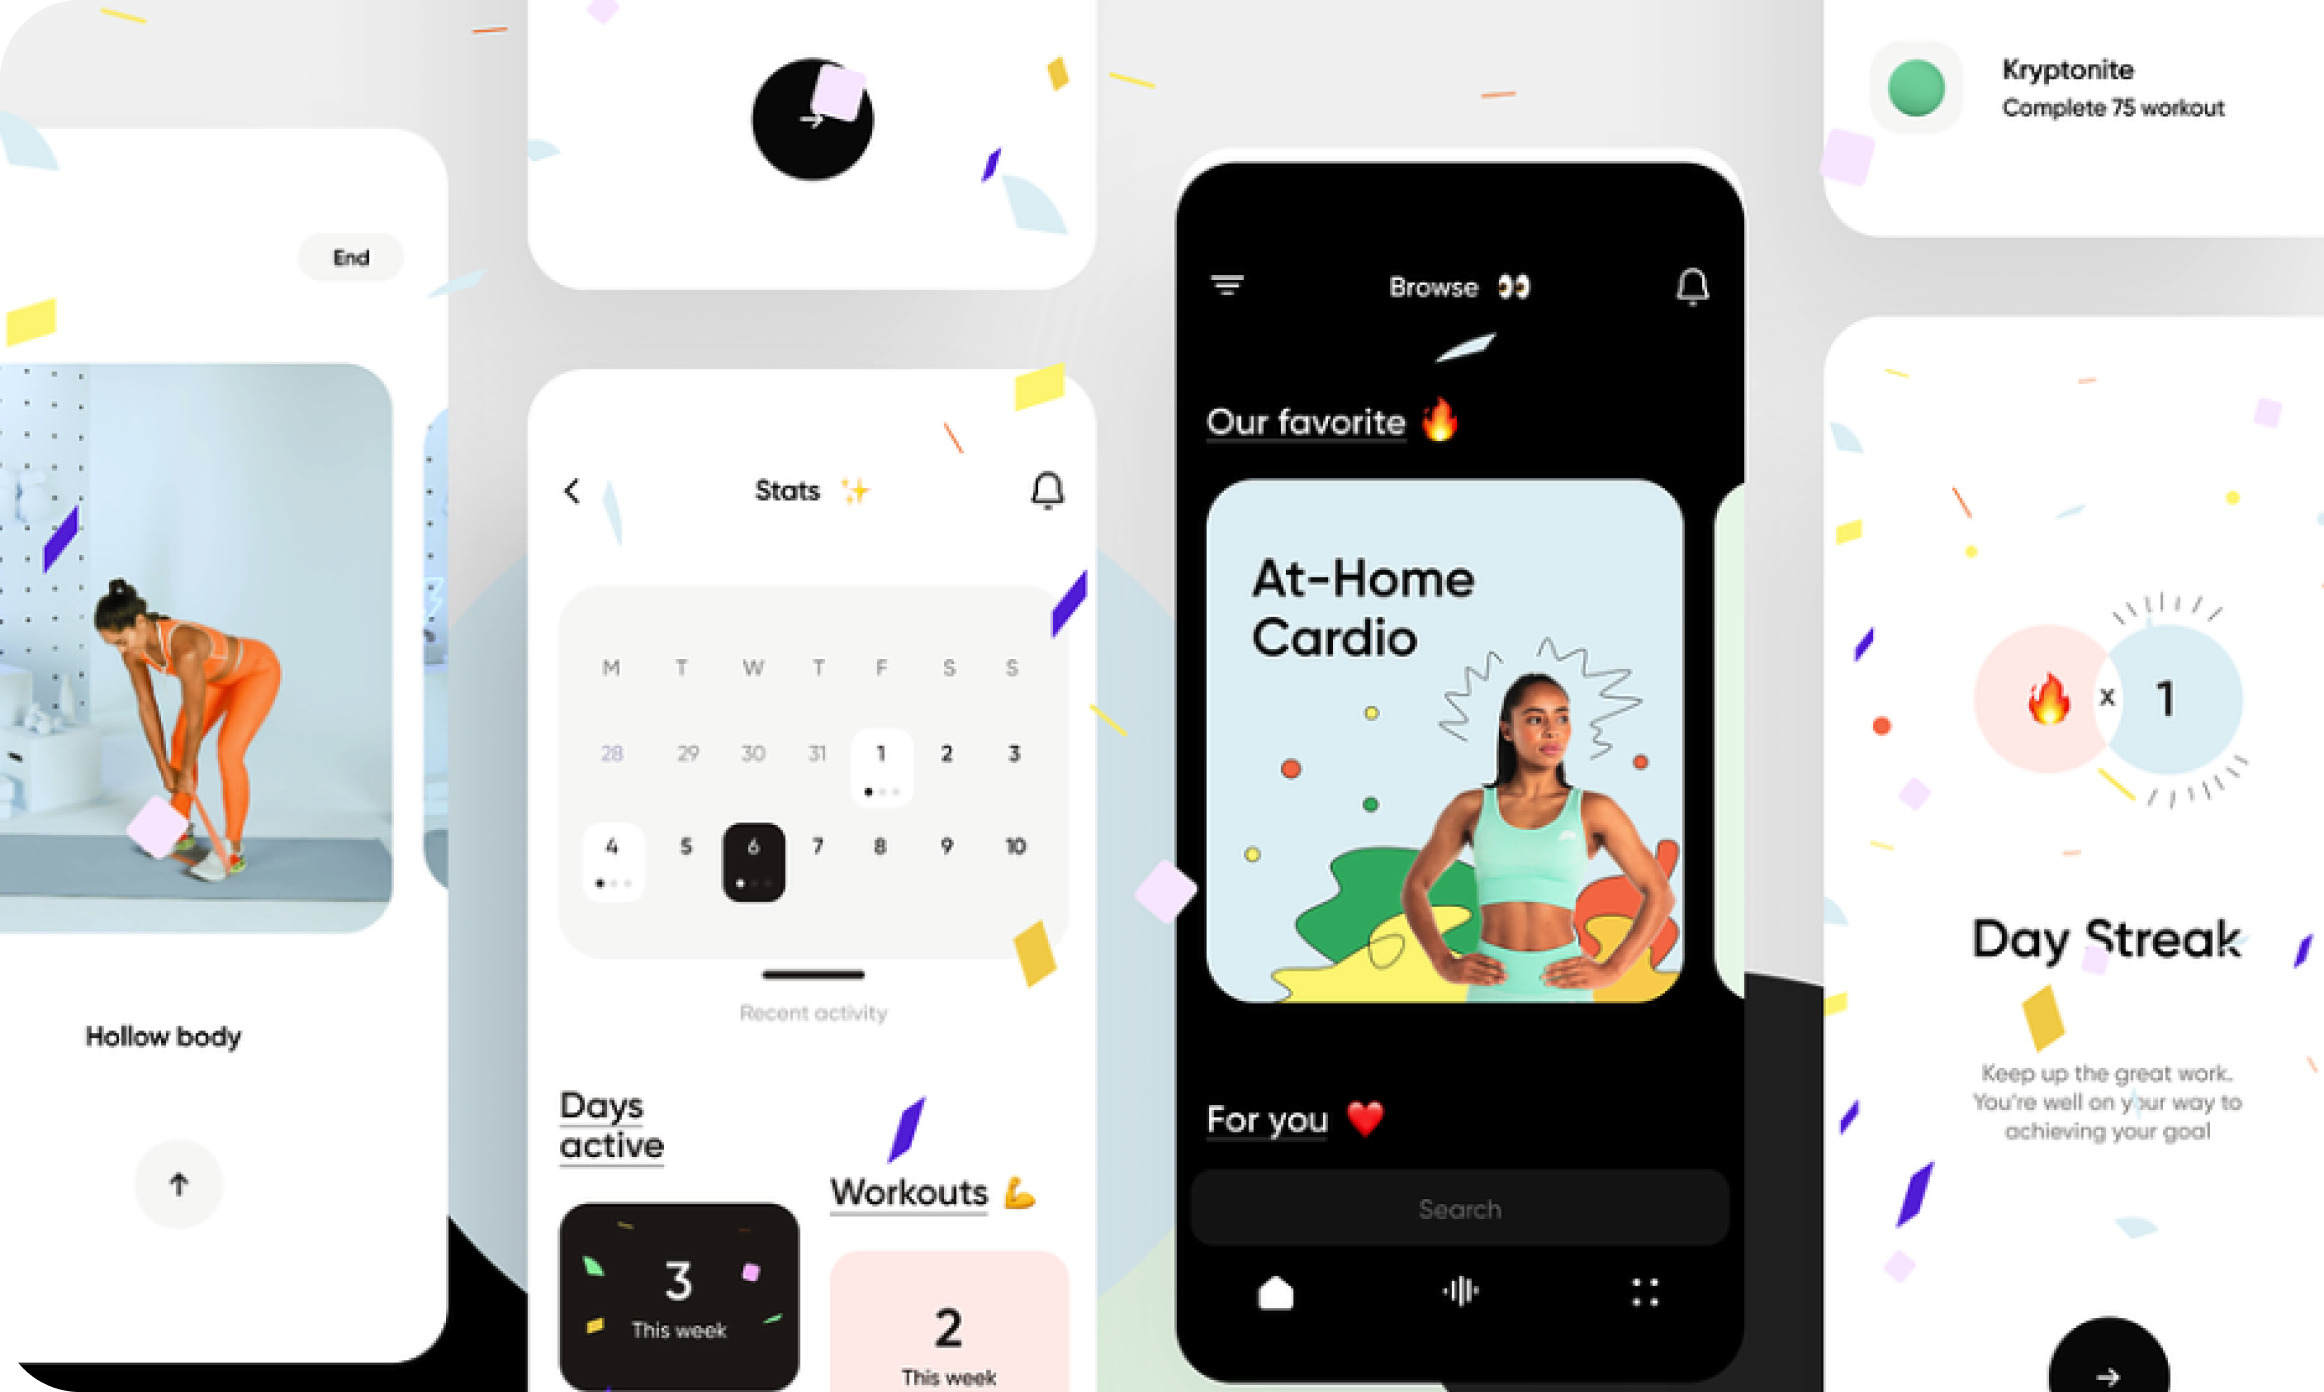 End
Hollow body
Stats
M T W T F S S
28 29 30 31 1 2 3
4 5 6 7 8 9 10
Recent activity
Days
active
3
This week
Workouts
2
This week
Browse
Our favorite
At-Home
Cardio
For you
Search
Kryptonite
Complete 75 workout
x 1
Day Streak
Keep up the great work.
You're well on your way to
achieving your goal